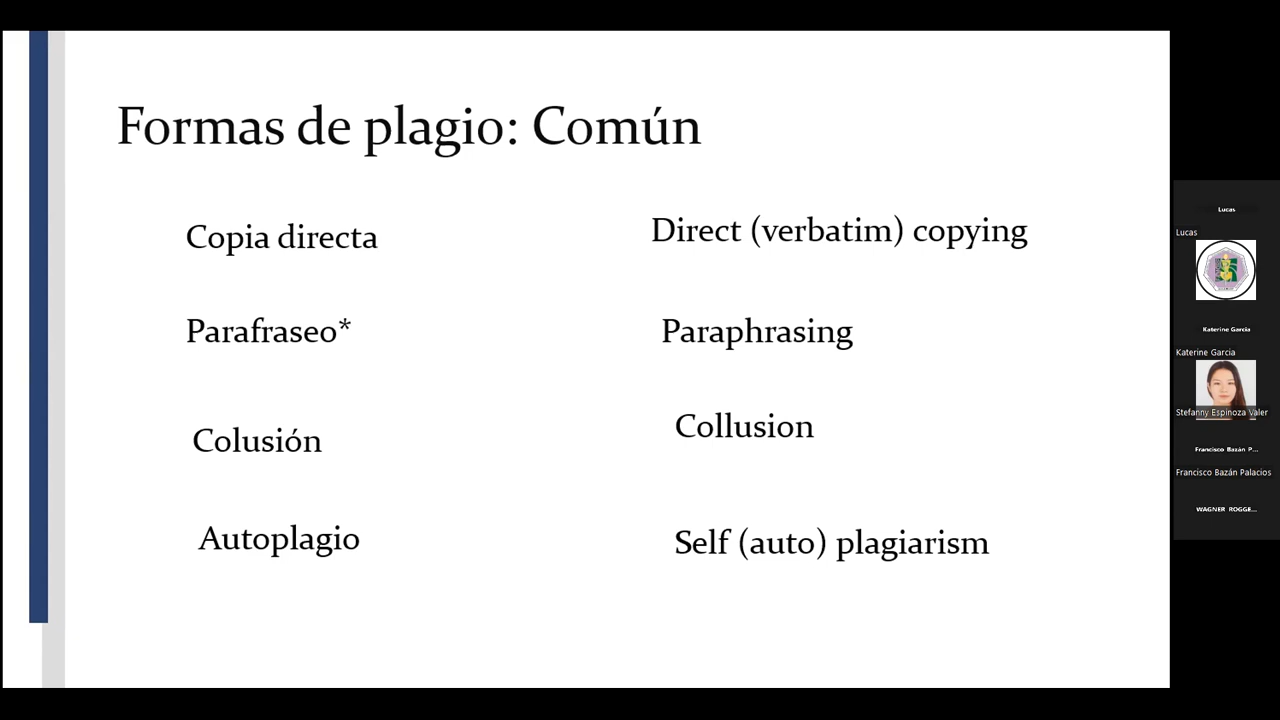 Formas de plagio: Común
Copia directa
Direct (verbatim) copying
Parafraseo*
Paraphrasing
Colusión
Collusion
Autoplagio
Self (auto) plagiarism
Lucas
Lucas
Katerine Garcia
Katerine Garcia
Stefanny Espinoza Valer
Francisco Bazán P...
Francisco Bazán Palacios
WAGNER ROGGE...